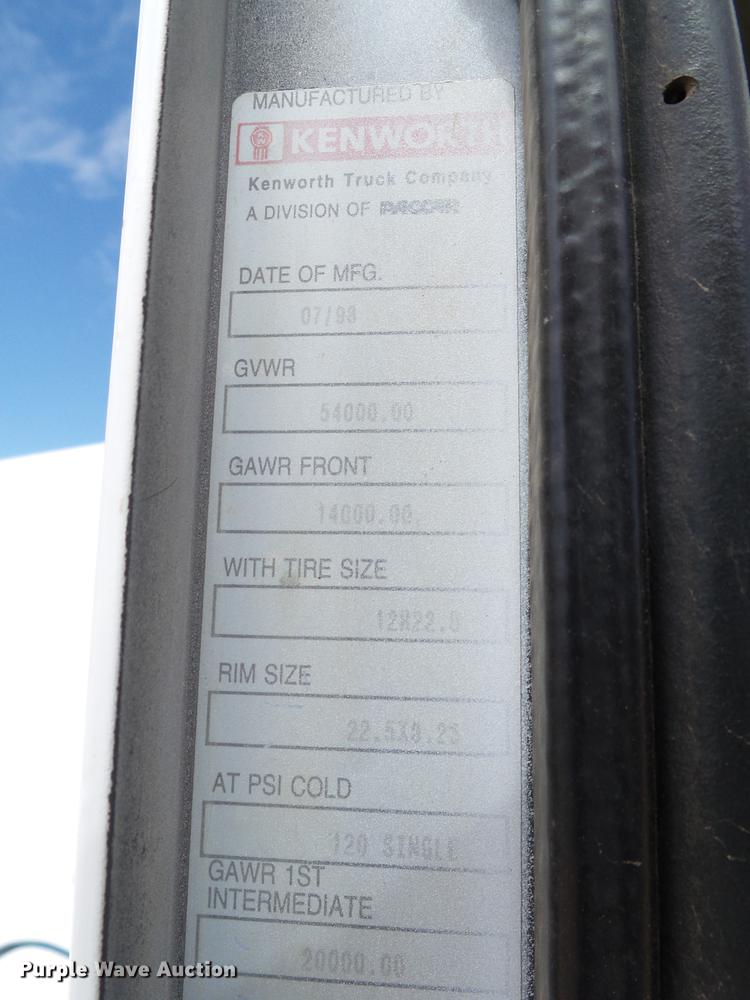 MANUFACTURED BY
KENWORTH
Kenworth Truck Company
A DIVISION OF PACCAR
DATE OF MFG.
07/98
GVWR
54000.00
GAWR FRONT
14000.00
WITH TIRE SIZE
12R22.5
RIM SIZE
22.5X8.25
AT PSI COLD
120 SINGLE
GAWR 1ST
INTERMEDIATE
20000.00
Purple Wave Auction